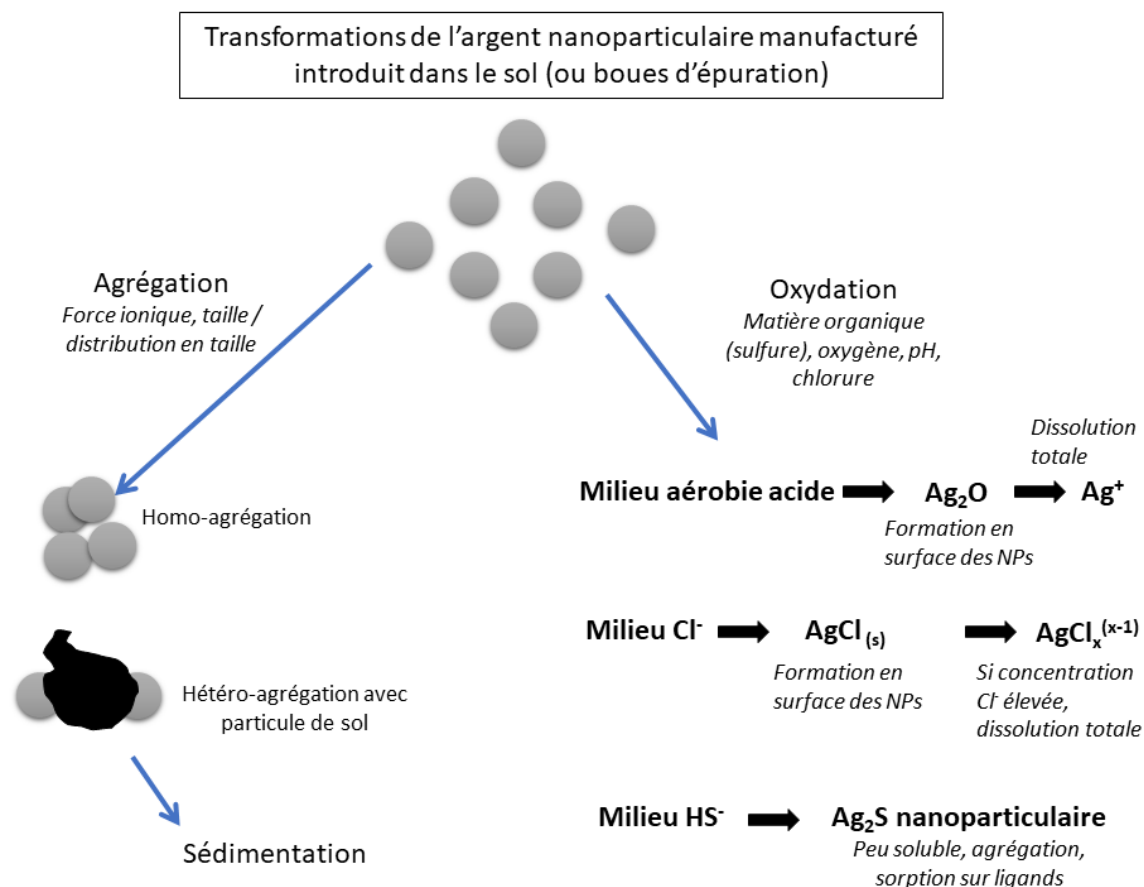 Transformations de l'argent nanoparticulaire manufacturé
introduit dans le sol (ou boues d'épuration)
Agrégation
Force ionique, taille /
distribution en taille
Oxydation
Matière organique
(sulfure), oxygène, pH,
chlorure
Homo-agrégation
Hétéro-agrégation avec
particule de sol
Sédimentation
Dissolution
totale
Milieu aérobie acide Ag₂O Ag⁺
Formation en
surface des NPs
Milieu Cl⁻ AgCl (s) AgClₓ⁽ˣ⁻¹⁾
Formation en
surface des NPs
Si concentration
Cl⁻ élevée,
dissolution totale
Milieu HS⁻ Ag₂S nanoparticulaire
Peu soluble, agrégation,
sorption sur ligands